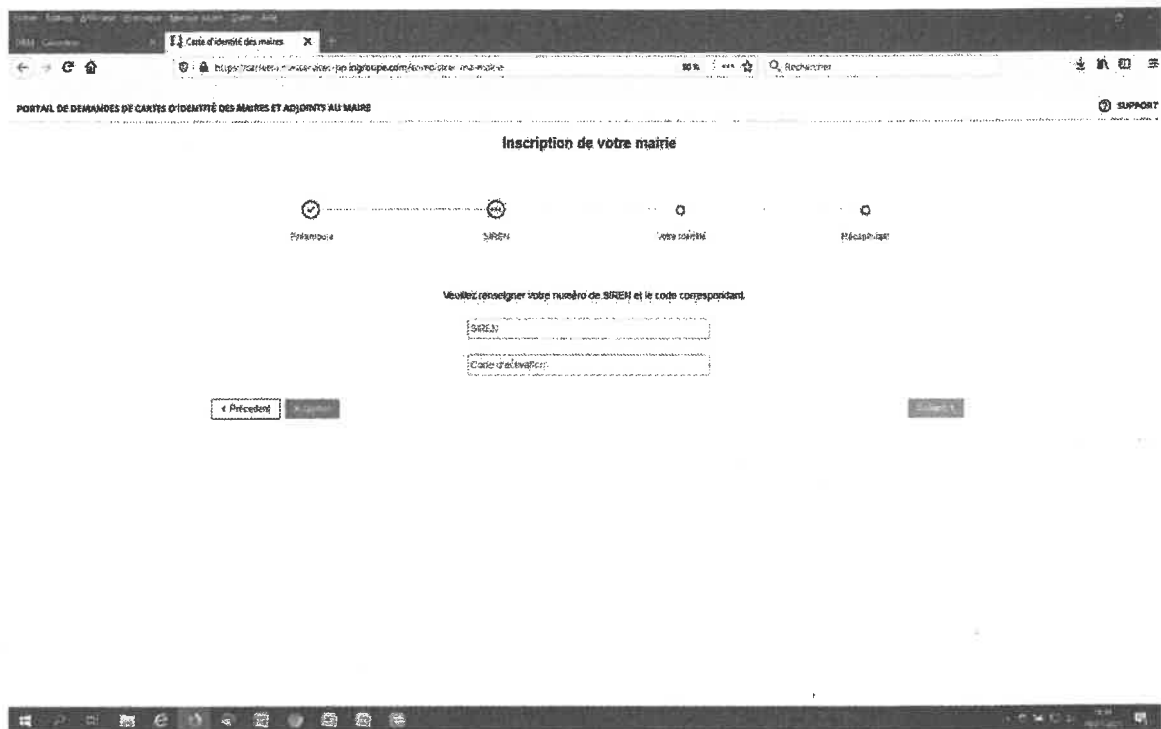 Carte d'identité des maires
Rechercher
PORTAIL DE DEMANDES DE CARTES D'IDENTITÉ DES MAIRES ET ADJOINTS AU MAIRE
SUPPORT
Inscription de votre mairie
Préambule
SIREN
Votre identité
Récapitulatif
Veuillez renseigner votre numéro de SIREN et le code correspondant.
SIREN
Code d'activation
Précédent
Suivant